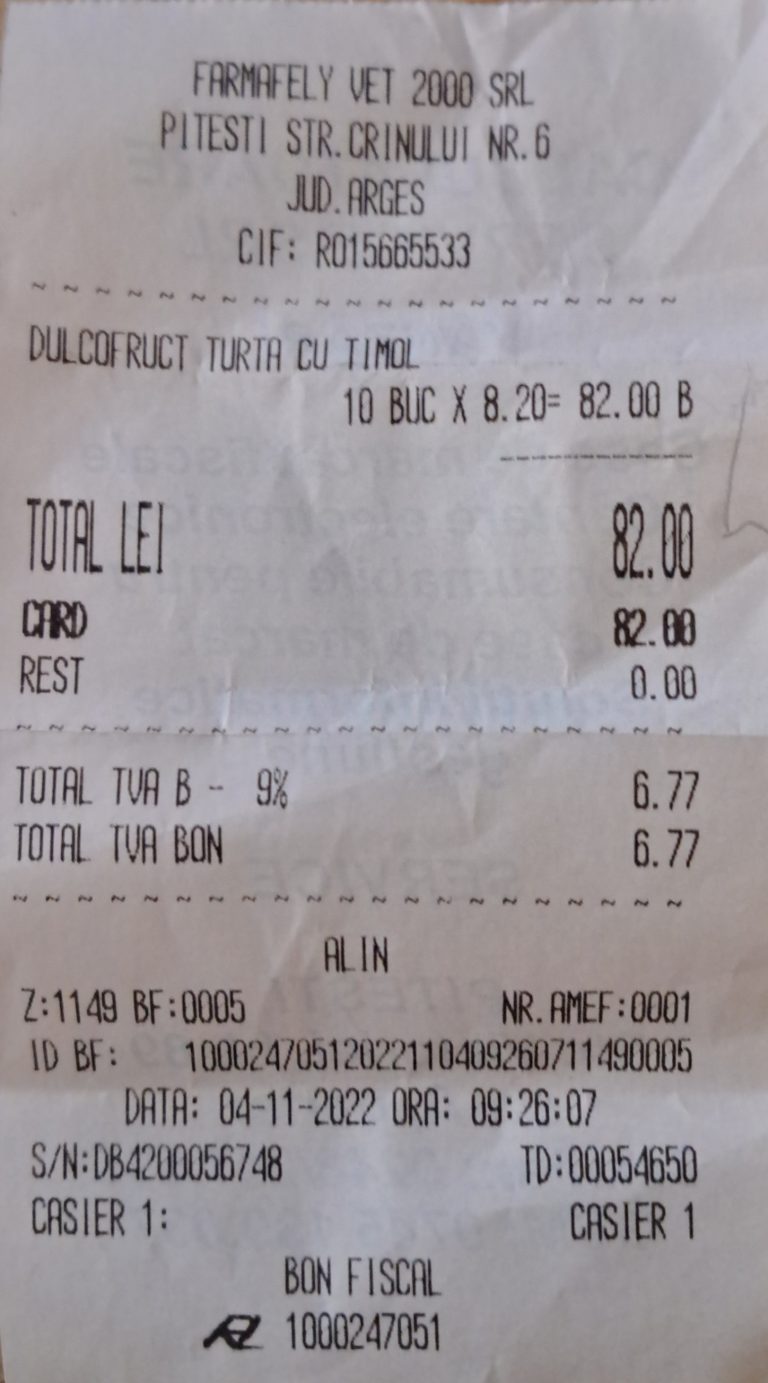 FARMAFELY VET 2000 SRL
PITESTI STR.CRINULUI NR.6
JUD.ARGES
CIF: RO15665533
~ ~ ~ ~ ~ ~ ~ ~ ~ ~ ~ ~ ~ ~ ~ ~ ~ ~ ~ ~ ~
DULCOFRUCT TURTA CU TIMOL
10 BUC X 8.20= 82.00 B
TOTAL LEI 82.00
CARD 82.00
REST 0.00
~ ~ ~ ~ ~ ~ ~ ~ ~ ~ ~ ~ ~ ~ ~ ~ ~ ~ ~ ~ ~
TOTAL TVA B - 9% 6.77
TOTAL TVA BON 6.77
~ ~ ~ ~ ~ ~ ~ ~ ~ ~ ~ ~ ~ ~ ~ ~ ~ ~ ~ ~ ~
ALIN
Z:1149 BF:0005 NR.AMEF:0001
ID BF: 10002470512022110409260711490005
DATA: 04-11-2022 ORA: 09:26:07
S/N:DB4200056748 TD:00054650
CASIER 1: CASIER 1
BON FISCAL
1000247051